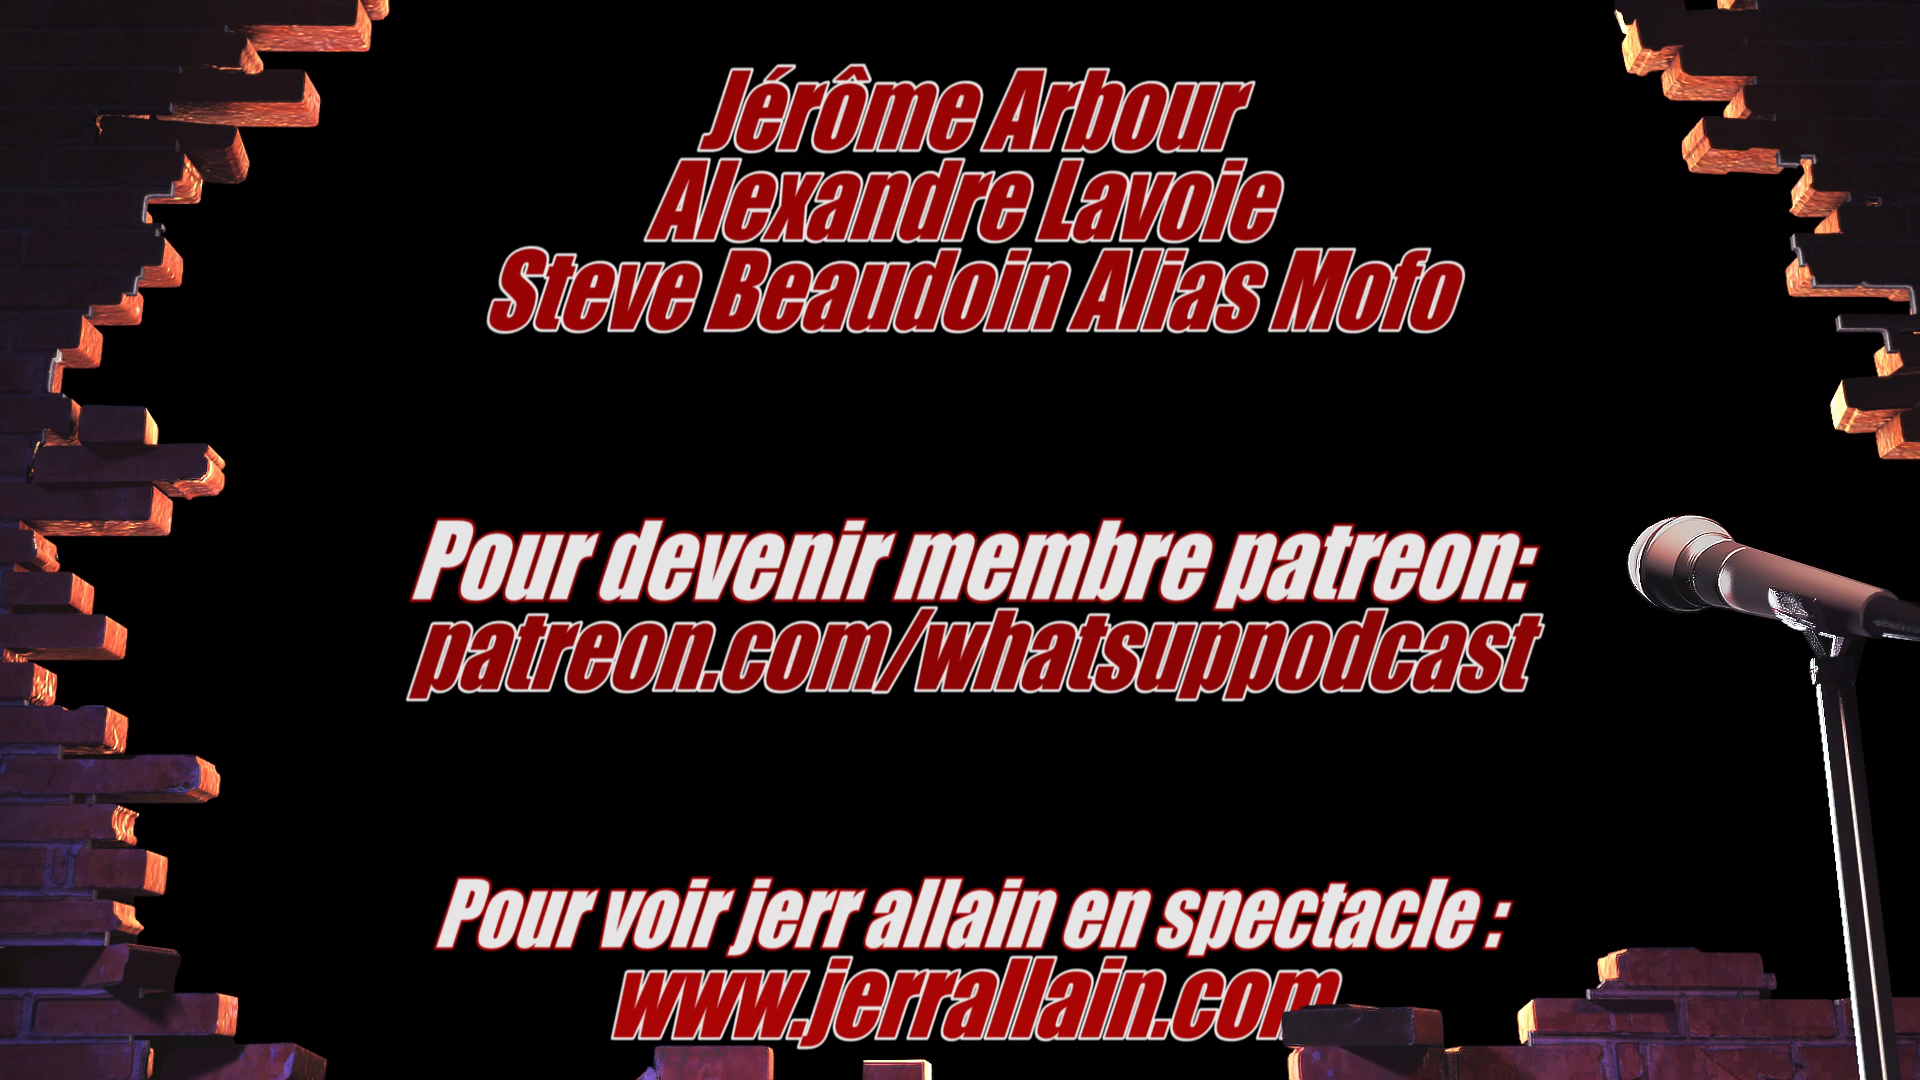 Jérôme Arbour
Alexandre Lavoie
Steve Beaudoin Alias Mofo
Pour devenir membre patreon:
patreon.com/whatsuppodcast
Pour voir jerr allain en spectacle :
www.jerrallain.com